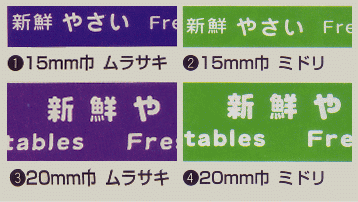 新鮮 やさい Fre
新鮮 やさい Fre
❶15mm巾 ムラサキ
❷15mm巾 ミドリ
新鮮や
tables Fres
新鮮や
tables Fre
❸20mm巾 ムラサキ
❹20mm巾 ミドリ